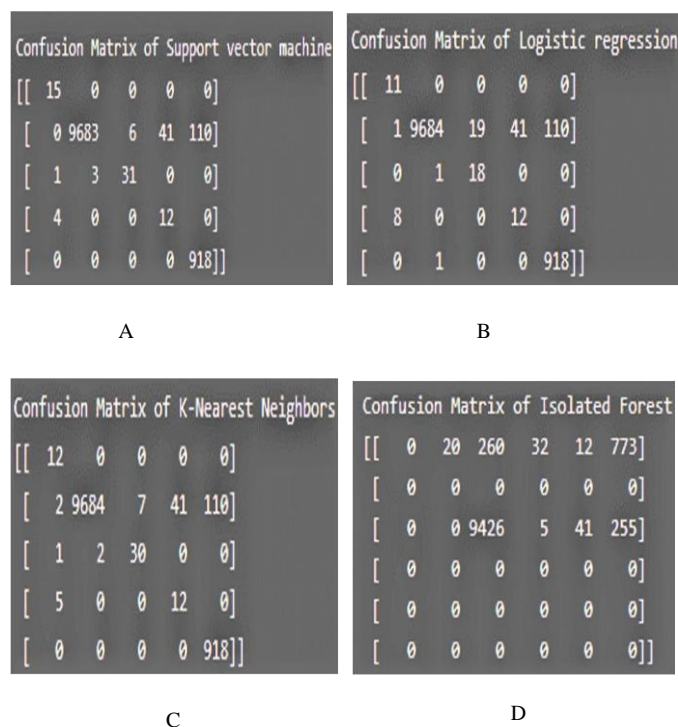 Confusion Matrix of Support vector machine
[[ 15 0 0 0 0]
[ 0 9683 6 41 110]
[ 1 3 31 0 0]
[ 4 0 0 12 0]
[ 0 0 0 0 918]]
A
Confusion Matrix of Logistic regression
[[ 11 0 0 0 0]
[ 1 9684 19 41 110]
[ 0 1 18 0 0]
[ 8 0 0 12 0]
[ 0 1 0 0 918]]
B
Confusion Matrix of K-Nearest Neighbors
[[ 12 0 0 0 0]
[ 2 9684 7 41 110]
[ 1 2 30 0 0]
[ 5 0 0 12 0]
[ 0 0 0 0 918]]
C
Confusion Matrix of Isolated Forest
[[ 0 20 260 32 12 773]
[ 0 0 0 0 0 0]
[ 0 0 9426 5 41 255]
[ 0 0 0 0 0 0]
[ 0 0 0 0 0 0]
[ 0 0 0 0 0 0]]
D